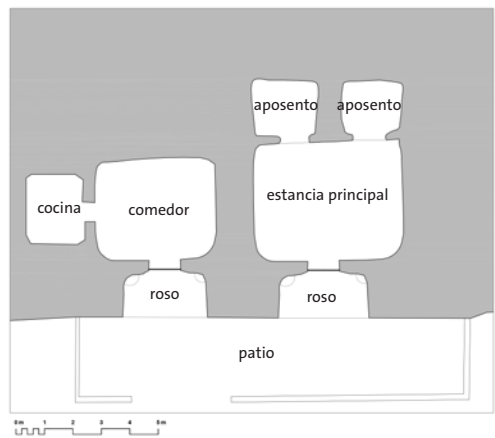 aposento aposento
estancia principal
cocina comedor
roso roso
patio
0 m 1 2 3 4 5 m